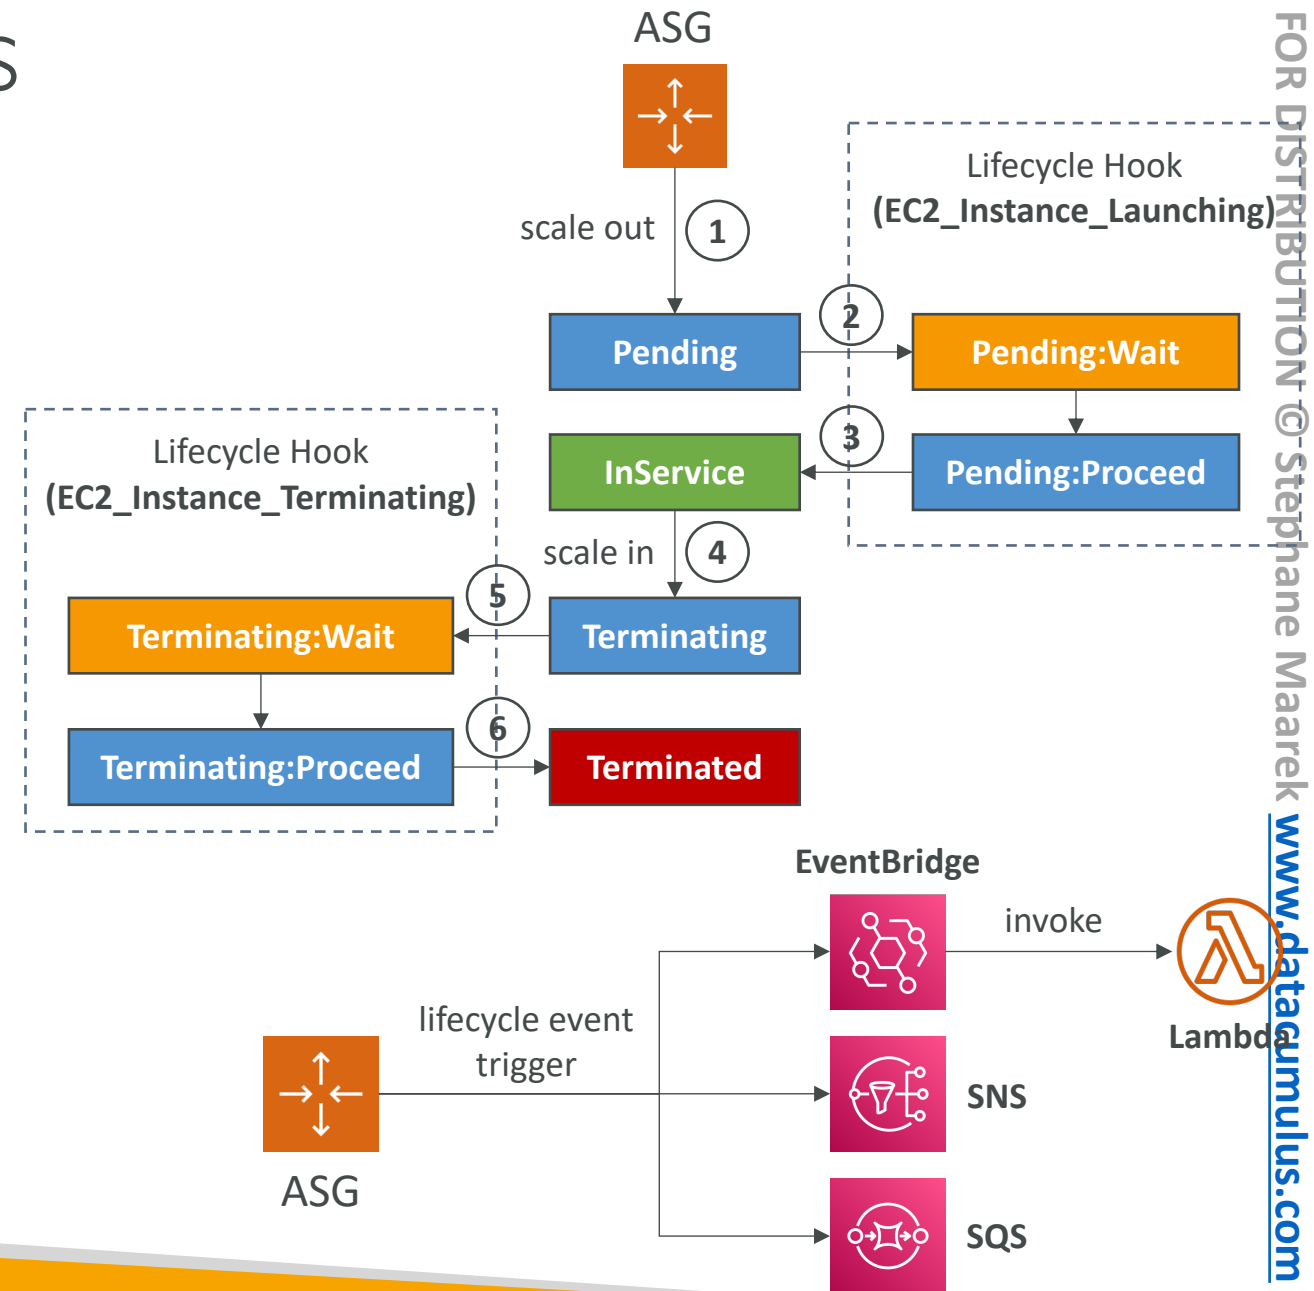 S
ASG
scale out
1
Lifecycle Hook
(EC2_Instance_Launching)
2
Pending
Pending:Wait
3
InService
Pending:Proceed
Lifecycle Hook
(EC2_Instance_Terminating)
scale in
4
5
Terminating:Wait
Terminating
6
Terminating:Proceed
Terminated
EventBridge
invoke
Lambda
lifecycle event
trigger
ASG
SNS
SQS
FOR DISTRIBUTION © Stephane Maarek www.datacumulus.com